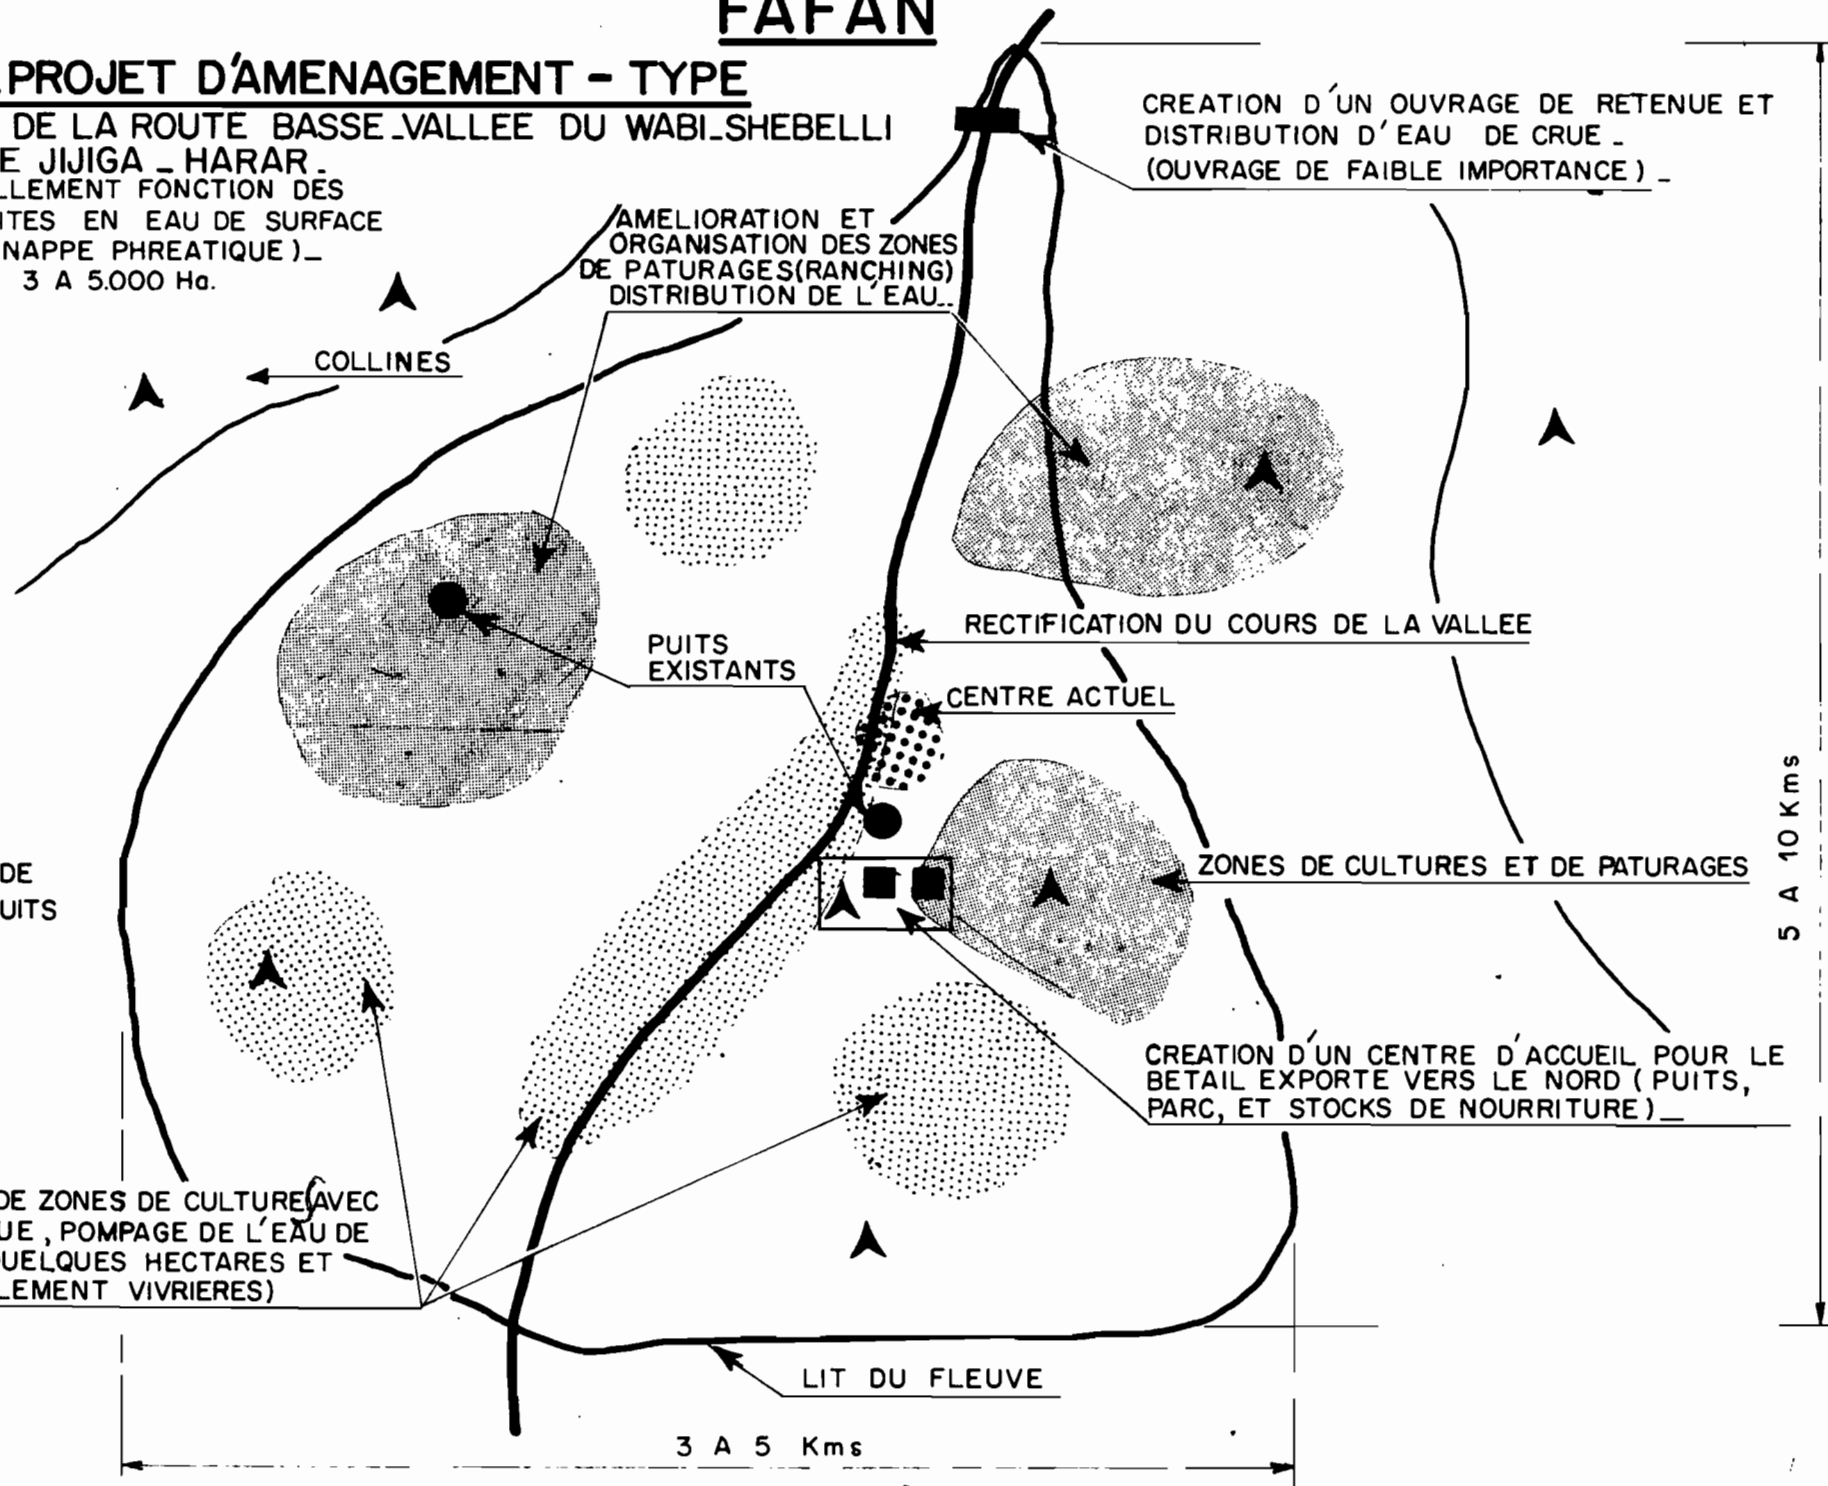 FAFAN
PROJET D'AMENAGEMENT - TYPE
DE LA ROUTE BASSE-VALLEE DU WABI-SHEBELLI
E JIJIGA - HARAR-
LLEMENT FONCTION DES
ITES EN EAU DE SURFACE
NAPPE PHREATIQUE)-
3 A 5.000 Ha.
CREATION D'UN OUVRAGE DE RETENUE ET
DISTRIBUTION D'EAU DE CRUE -
(OUVRAGE DE FAIBLE IMPORTANCE) -
AMELIORATION ET
ORGANISATION DES ZONES
DE PATURAGES(RANCHING)
DISTRIBUTION DE L'EAU..
COLLINES
PUITS
EXISTANTS
RECTIFICATION DU COURS DE LA VALLEE
CENTRE ACTUEL
ZONES DE CULTURES ET DE PATURAGES
5 A 10 Kms
DE
UITS
CREATION D'UN CENTRE D'ACCUEIL POUR LE
BETAIL EXPORTE VERS LE NORD ( PUITS,
PARC, ET STOCKS DE NOURRITURE)-
DE ZONES DE CULTURE(AVEC
UE, POMPAGE DE L'EAU DE
UELQUES HECTARES ET
LEMENT VIVRIERES)
LIT DU FLEUVE
3 A 5 Kms